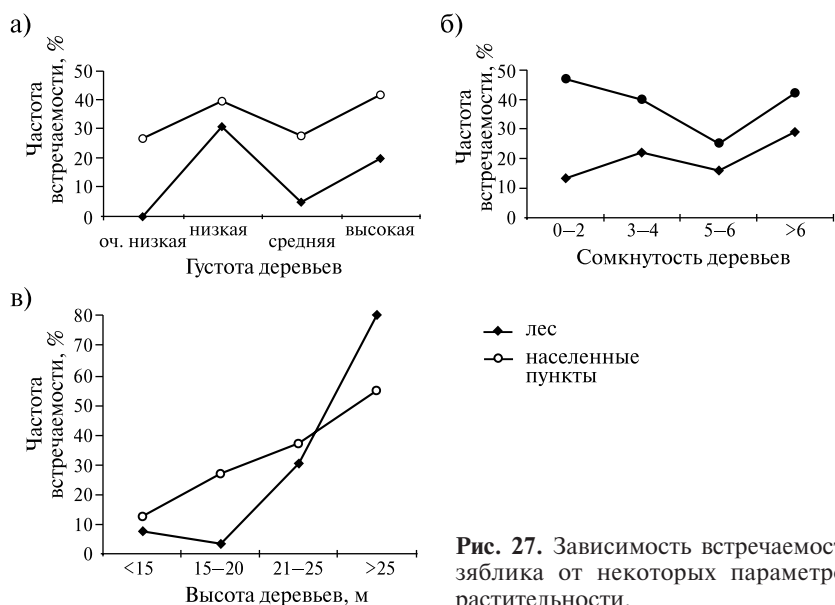 а)
Частота
встречаемости, %
50
40
30
20
10
0
оч. низкая
низкая
средняя
высокая
Густота деревьев
б)
Частота
встречаемости, %
50
40
30
20
10
0
0–2
3–4
5–6
>6
Сомкнутость деревьев
в)
Частота
встречаемости, %
80
70
60
50
40
30
20
10
0
<15
15–20
21–25
>25
Высота деревьев, м
лес
населенные
пункты
Рис. 27. Зависимость встречаемост
зяблика от некоторых параметро
растительности.